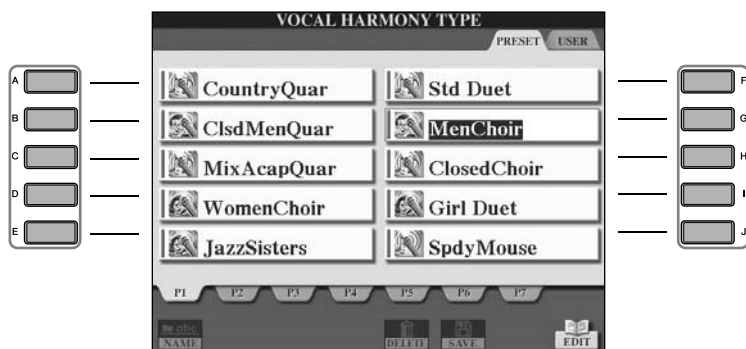 VOCAL HARMONY TYPE
PRESET USER
A CountryQuar Std Duet F
B ClsdMenQuar MenChoir G
C MixAcapQuar ClosedChoir H
D WomenChoir Girl Duet I
E JazzSisters SpdyMouse J
P1 P2 P3 P4 P5 P6 P7
abc
NAME DELETE SAVE EDIT